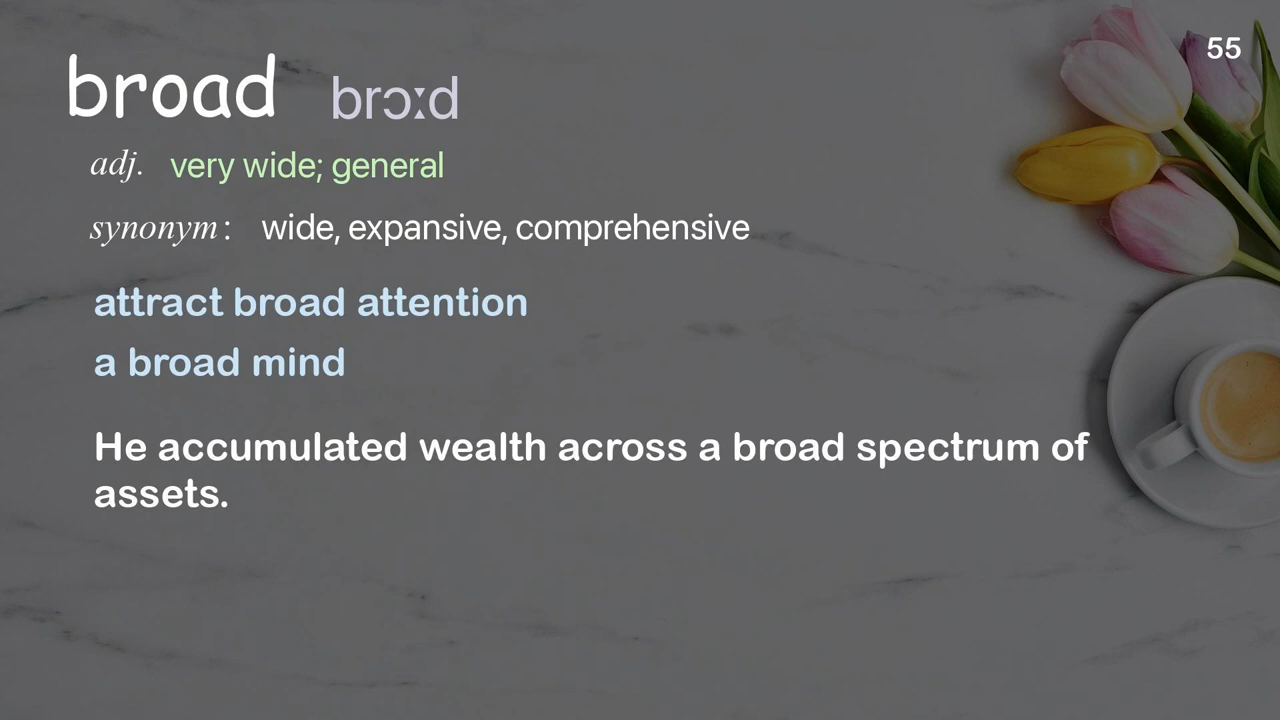 55
broad brɔːd
adj. very wide; general
synonym: wide, expansive, comprehensive
attract broad attention
a broad mind
He accumulated wealth across a broad spectrum of
assets.